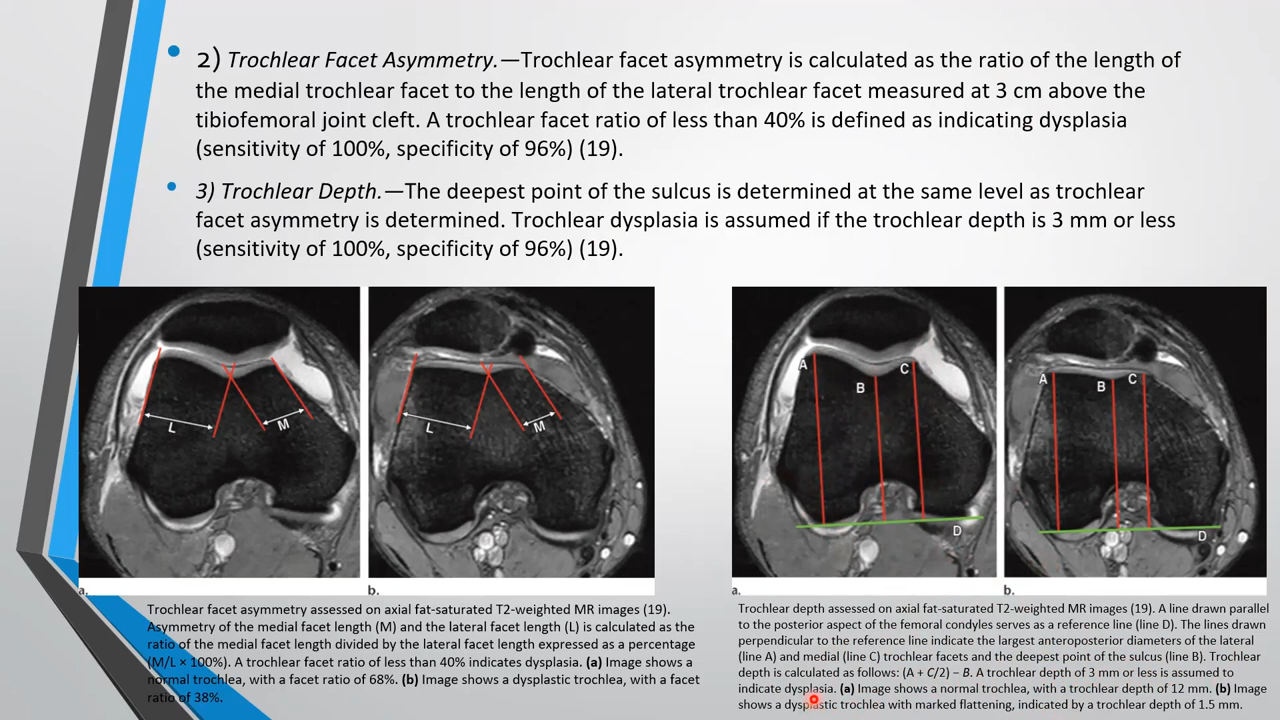 2) Trochlear Facet Asymmetry.—Trochlear facet asymmetry is calculated as the ratio of the length of
the medial trochlear facet to the length of the lateral trochlear facet measured at 3 cm above the
tibiofemoral joint cleft. A trochlear facet ratio of less than 40% is defined as indicating dysplasia
(sensitivity of 100%, specificity of 96%) (19).
3) Trochlear Depth.—The deepest point of the sulcus is determined at the same level as trochlear
facet asymmetry is determined. Trochlear dysplasia is assumed if the trochlear depth is 3 mm or less
(sensitivity of 100%, specificity of 96%) (19).
L
M
L
M
A
B
C
D
A
B
C
D
a.
b.
a.
b.
Trochlear facet asymmetry assessed on axial fat-saturated T2-weighted MR images (19).
Asymmetry of the medial facet length (M) and the lateral facet length (L) is calculated as the
ratio of the medial facet length divided by the lateral facet length expressed as a percentage
(M/L × 100%). A trochlear facet ratio of less than 40% indicates dysplasia. (a) Image shows a
normal trochlea, with a facet ratio of 68%. (b) Image shows a dysplastic trochlea, with a facet
ratio of 38%.
Trochlear depth assessed on axial fat-saturated T2-weighted MR images (19). A line drawn parallel
to the posterior aspect of the femoral condyles serves as a reference line (line D). The lines drawn
perpendicular to the reference line indicate the largest anteroposterior diameters of the lateral
(line A) and medial (line C) trochlear facets and the deepest point of the sulcus (line B). Trochlear
depth is calculated as follows: (A + C/2) − B. A trochlear depth of 3 mm or less is assumed to
indicate dysplasia. (a) Image shows a normal trochlea, with a trochlear depth of 12 mm. (b) Image
shows a dysplastic trochlea with marked flattening, indicated by a trochlear depth of 1.5 mm.